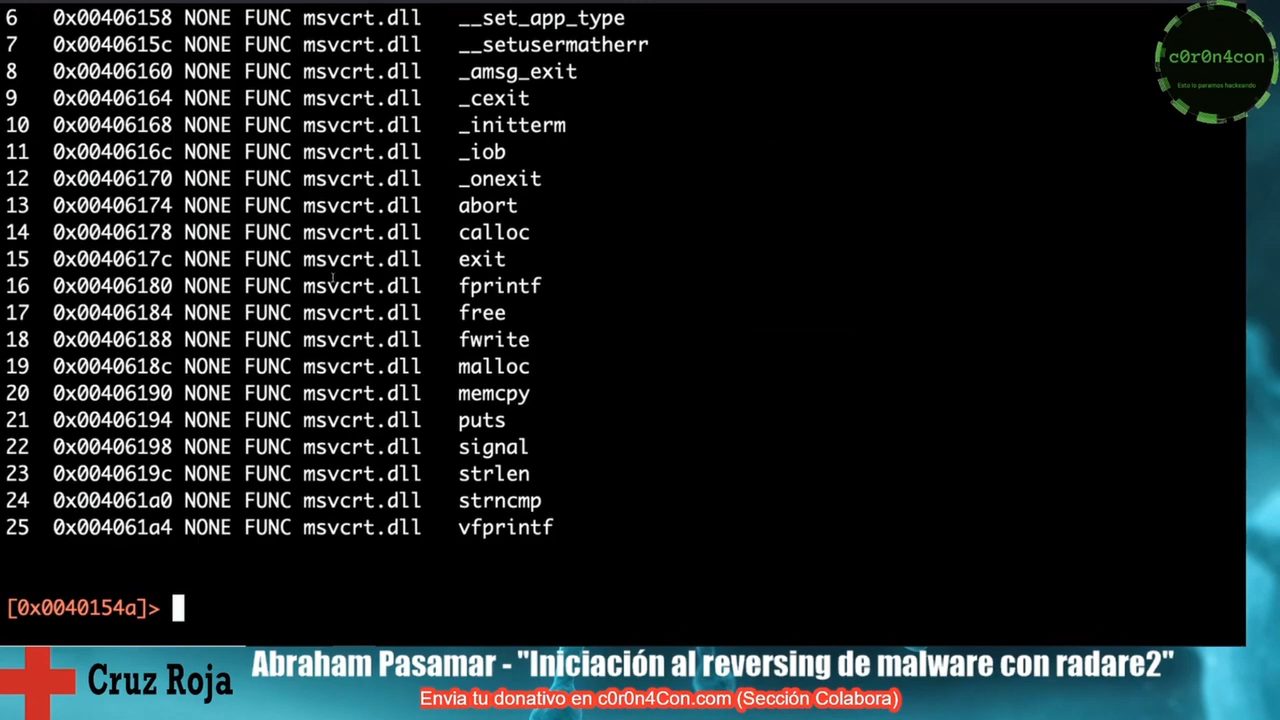 6 0x00406158 NONE FUNC msvcrt.dll __set_app_type
7 0x0040615c NONE FUNC msvcrt.dll __setusermatherr
8 0x00406160 NONE FUNC msvcrt.dll _amsg_exit
9 0x00406164 NONE FUNC msvcrt.dll _cexit
10 0x00406168 NONE FUNC msvcrt.dll _initterm
11 0x0040616c NONE FUNC msvcrt.dll _iob
12 0x00406170 NONE FUNC msvcrt.dll _onexit
13 0x00406174 NONE FUNC msvcrt.dll abort
14 0x00406178 NONE FUNC msvcrt.dll calloc
15 0x0040617c NONE FUNC msvcrt.dll exit
16 0x00406180 NONE FUNC msvcrt.dll fprintf
17 0x00406184 NONE FUNC msvcrt.dll free
18 0x00406188 NONE FUNC msvcrt.dll fwrite
19 0x0040618c NONE FUNC msvcrt.dll malloc
20 0x00406190 NONE FUNC msvcrt.dll memcpy
21 0x00406194 NONE FUNC msvcrt.dll puts
22 0x00406198 NONE FUNC msvcrt.dll signal
23 0x0040619c NONE FUNC msvcrt.dll strlen
24 0x004061a0 NONE FUNC msvcrt.dll strncmp
25 0x004061a4 NONE FUNC msvcrt.dll vfprintf
[0x0040154a]>
c0r0n4con
Esto lo paramos hackeando
Cruz Roja
Abraham Pasamar - "Iniciación al reversing de malware con radare2"
Envia tu donativo en c0r0n4Con.com (Sección Colabora)